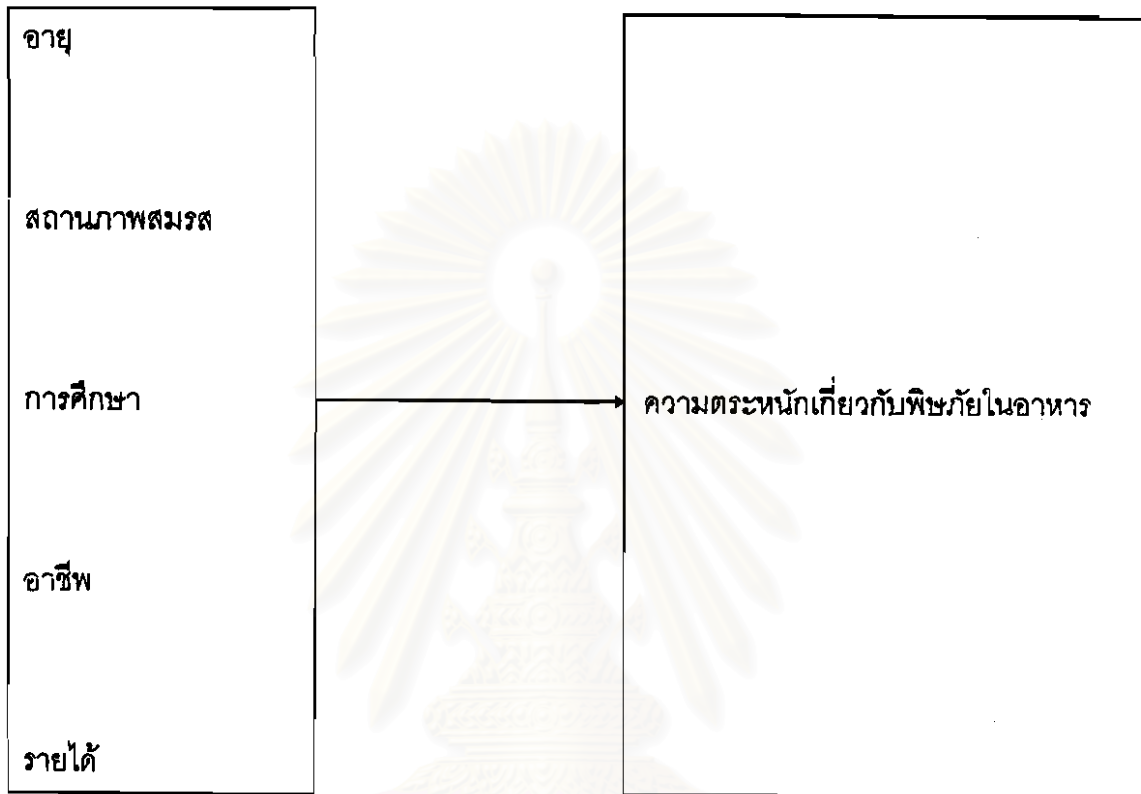 อายุ
สถานภาพสมรส
การศึกษา
ความตระหนักเกี่ยวกับพิษภัยในอาหาร
อาชีพ
รายได้